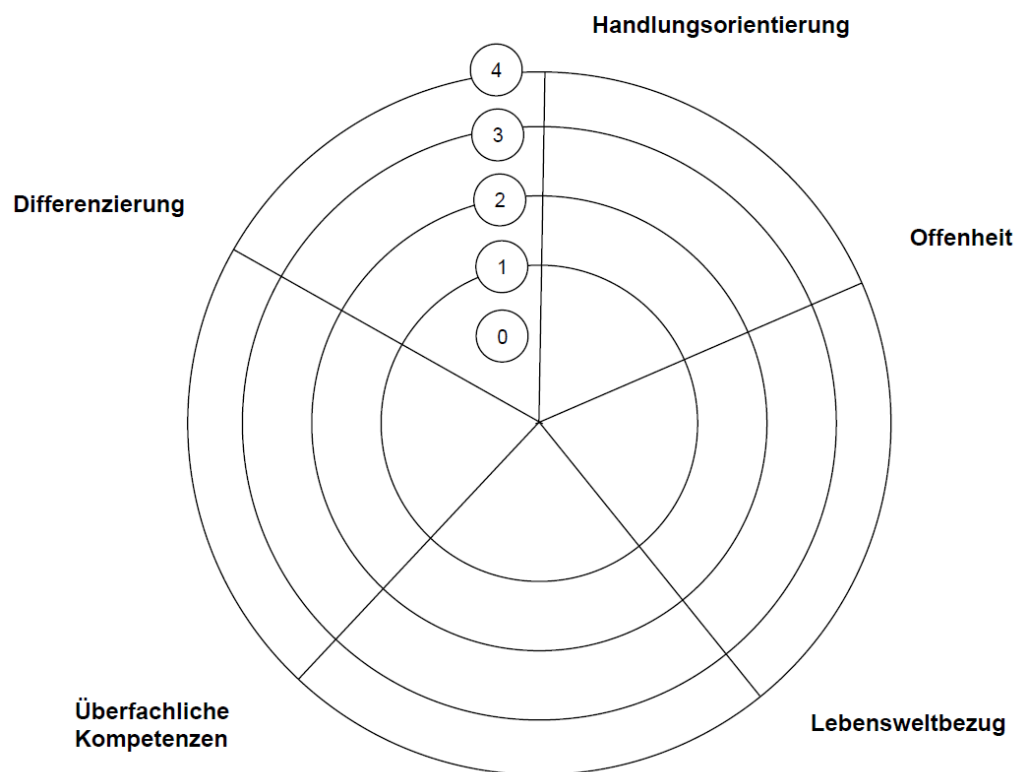 Handlungsorientierung
4
3
Differenzierung
2
Offenheit
1
0
Überfachliche
Kompetenzen
Lebensweltbezug